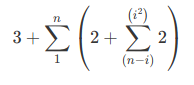 3 + \sum_{1}^{n} \left( 2 + \sum_{(n-i)}^{(i^2)} 2 \right)